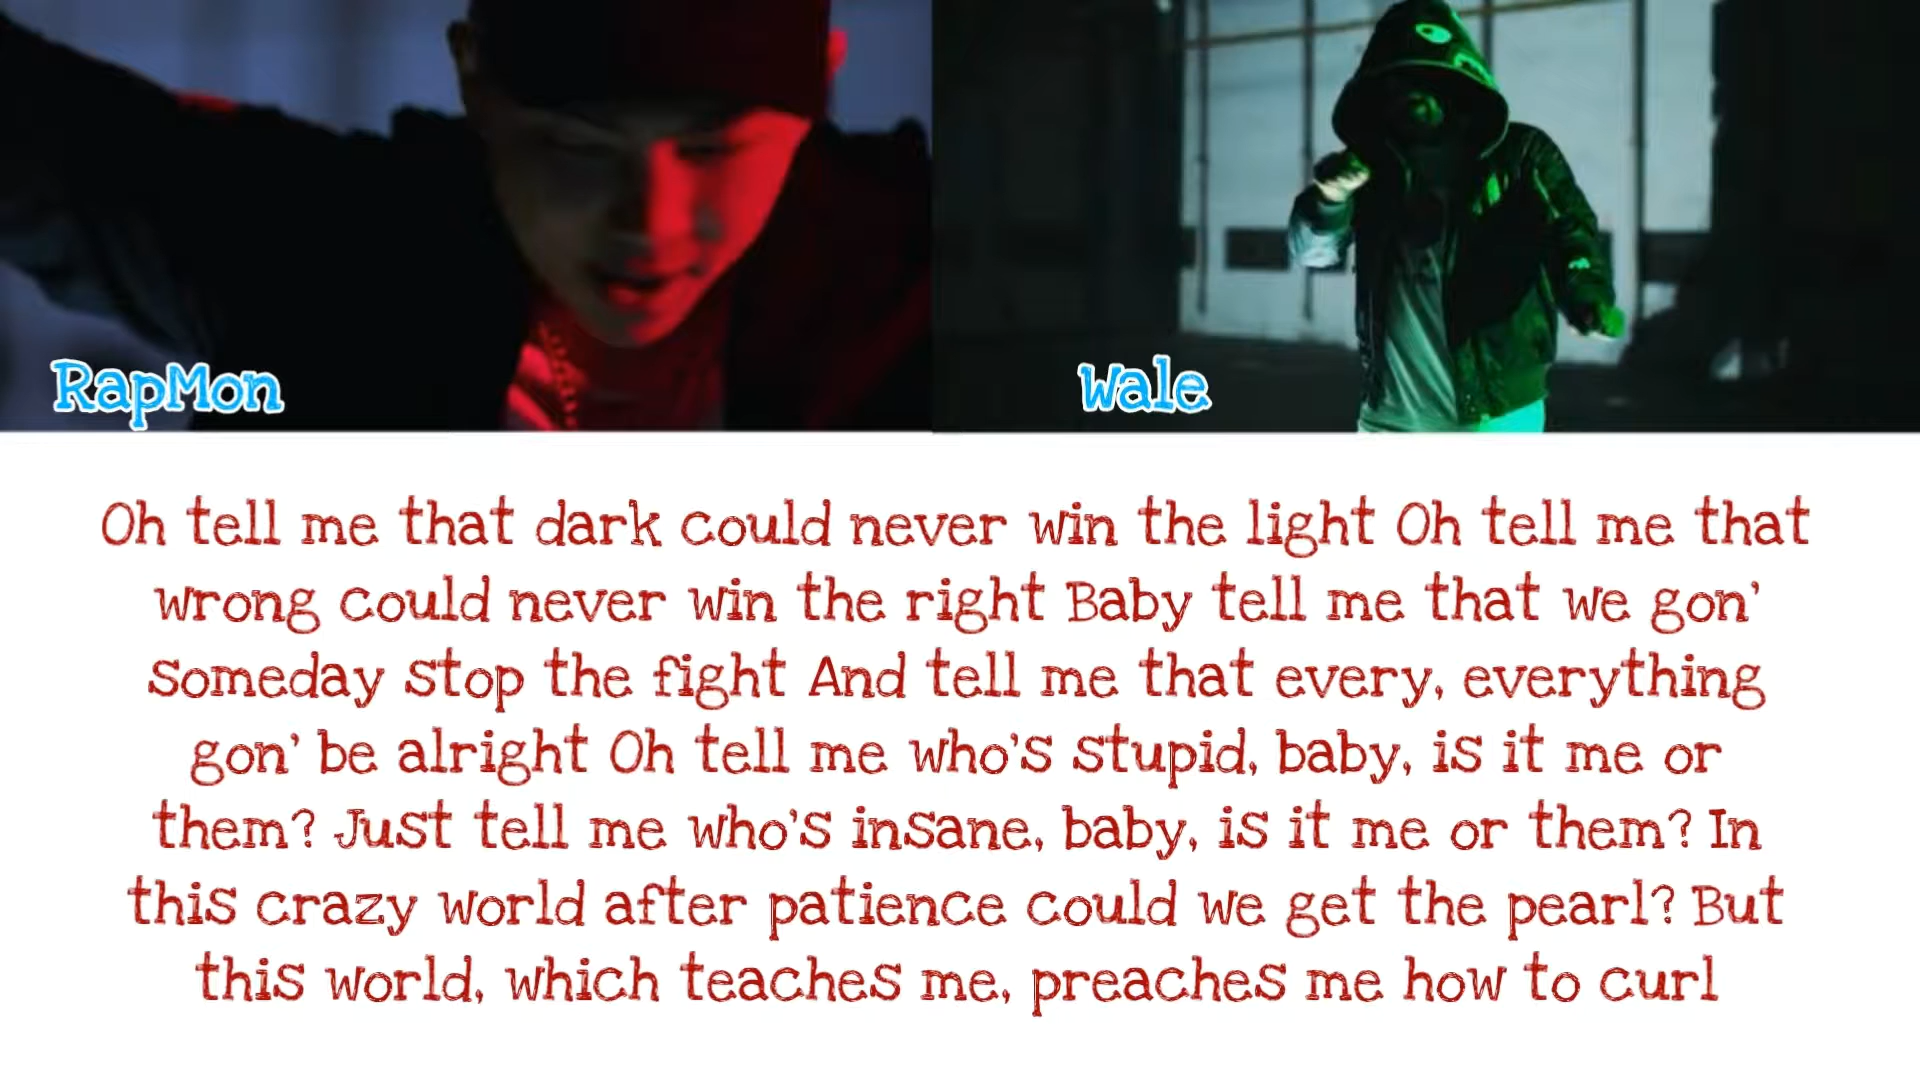 RapMon
Wale
Oh tell me that dark could never win the light Oh tell me that
wrong could never win the right Baby tell me that we gon'
someday stop the fight And tell me that every, everything
gon' be alright Oh tell me who's stupid, baby, is it me or
them? Just tell me who's insane, baby, is it me or them? In
this crazy world after patience could we get the pearl? But
this world, which teaches me, preaches me how to curl